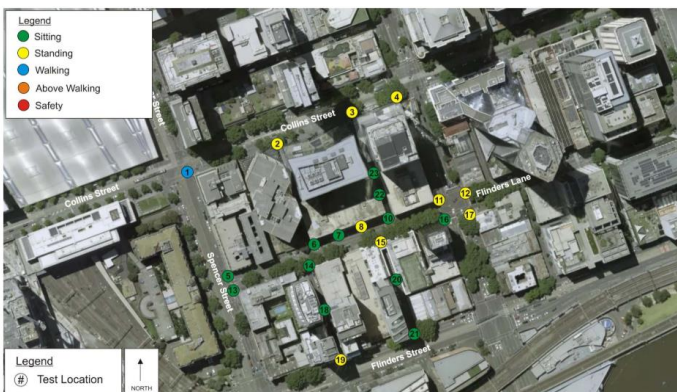 Legend
Sitting
Standing
Walking
Above Walking
Safety
Street
Collins Street
Collins Street
Spencer Street
Flinders Lane
Flinders Street
1
2
3
4
5
6
7
8
10
11
12
13
14
15
16
17
18
19
20
21
22
23
Legend
# Test Location
NORTH